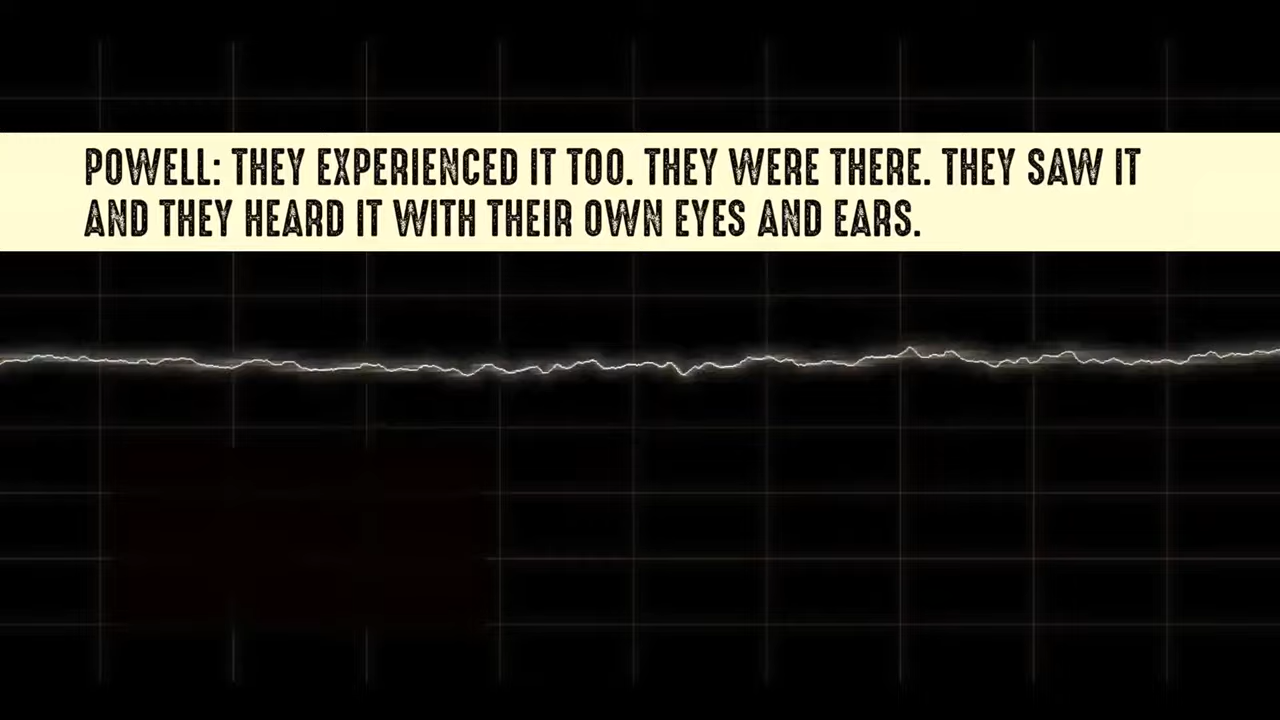 POWELL: THEY EXPERIENCED IT TOO. THEY WERE THERE. THEY SAW IT
AND THEY HEARD IT WITH THEIR OWN EYES AND EARS.